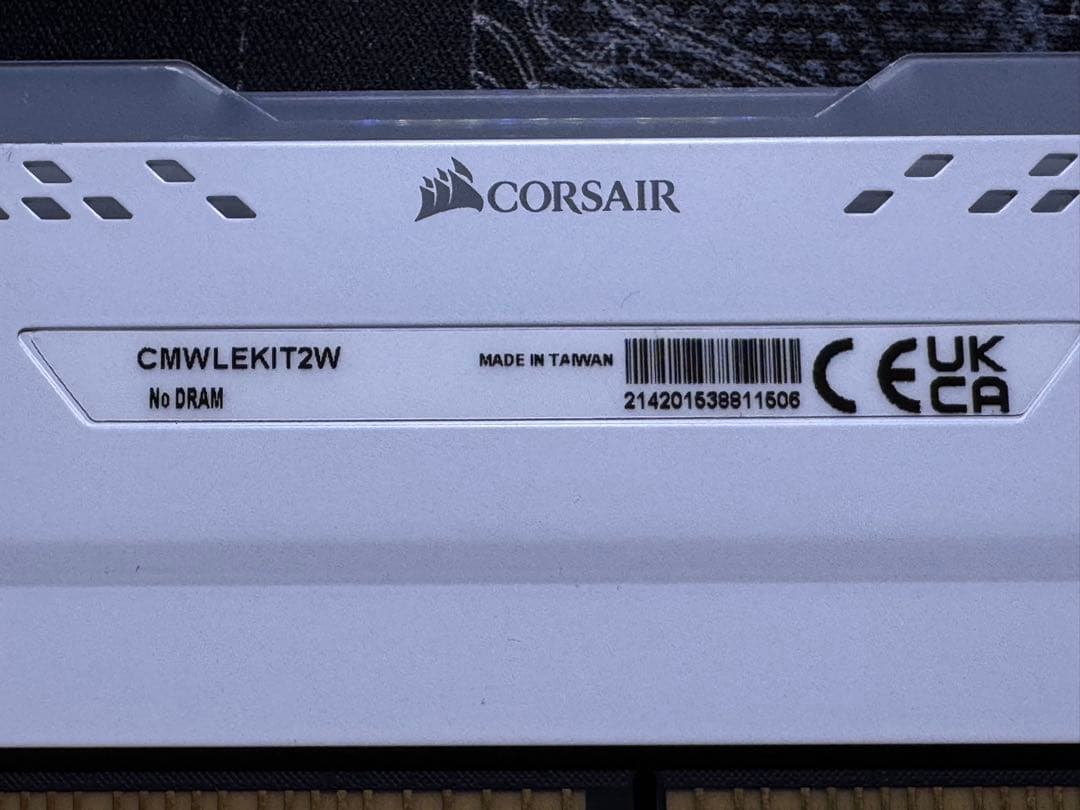 CORSAIR
CMWLEKIT2W
No DRAM
MADE IN TAIWAN
214201538811506
CE
UK
CA